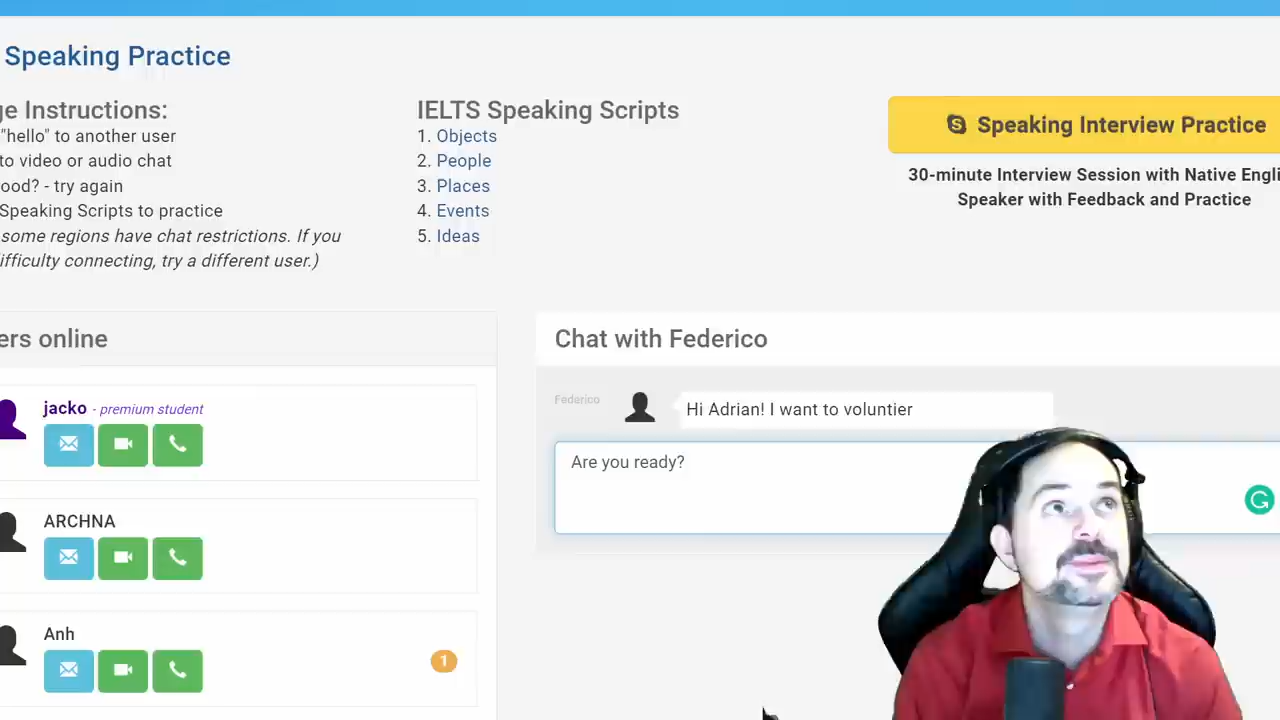 Speaking Practice
ge Instructions:
"hello" to another user
to video or audio chat
ood? - try again
Speaking Scripts to practice
some regions have chat restrictions. If you
ifficulty connecting, try a different user.)
IELTS Speaking Scripts
1. Objects
2. People
3. Places
4. Events
5. Ideas
Speaking Interview Practice
30-minute Interview Session with Native Engli
Speaker with Feedback and Practice
ers online
jacko - premium student
ARCHNA
Anh
1
Chat with Federico
Federico
Hi Adrian! I want to voluntier
Are you ready?